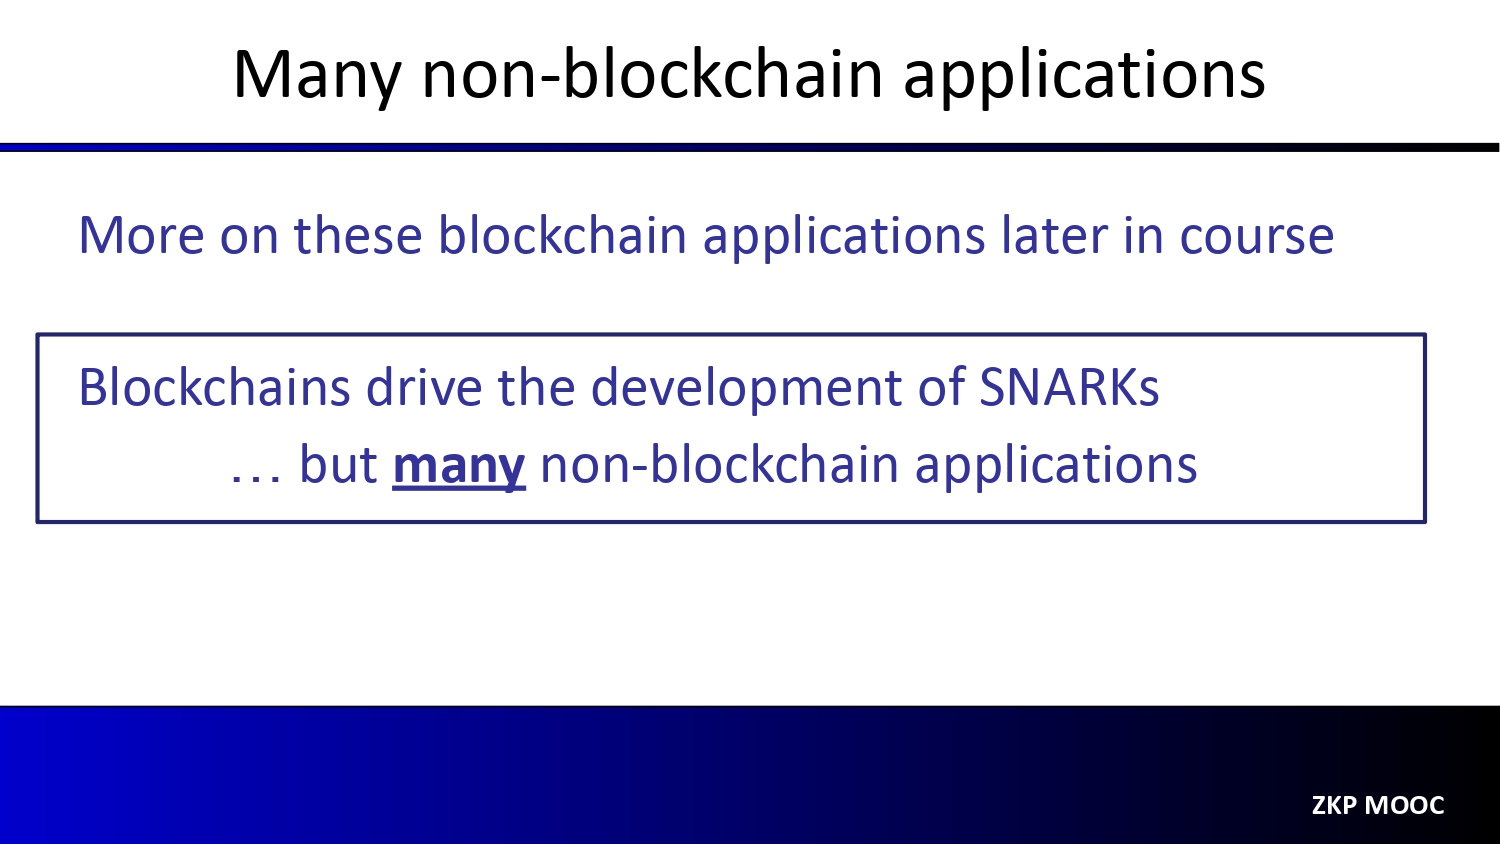 Many non-blockchain applications
More on these blockchain applications later in course
Blockchains drive the development of SNARKs
… but many non-blockchain applications
ZKP MOOC